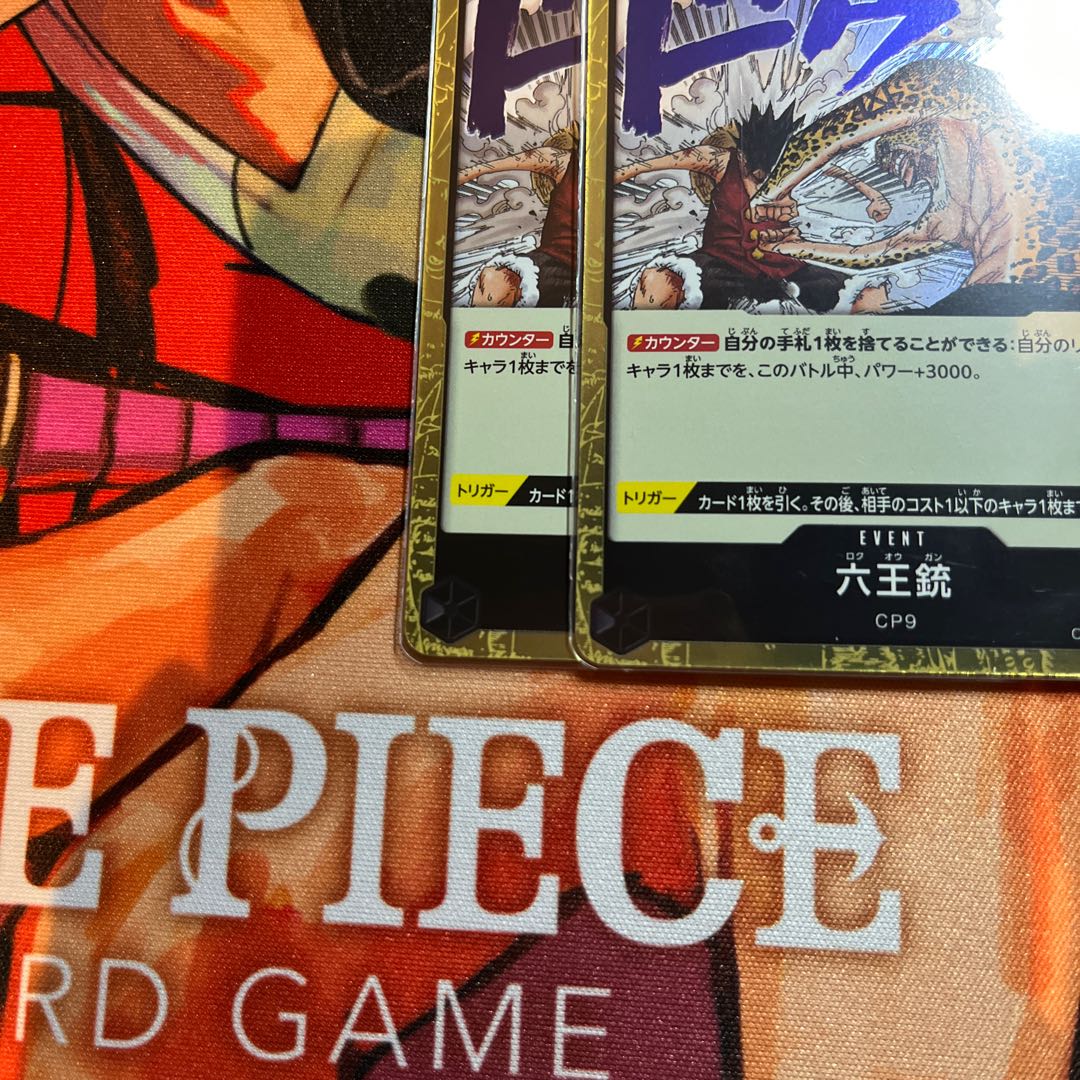 ドドン
カウンター 自
キャラ1枚までを
トリガー カード1
カウンター 自分の手札1枚を捨てることができる:自分のリ
キャラ1枚までを、このバトル中、パワー+3000。
トリガー カード1枚を引く。その後、相手のコスト1以下のキャラ1枚ま
EVENT
六王銃
CP9
E PIECE
RD GAME